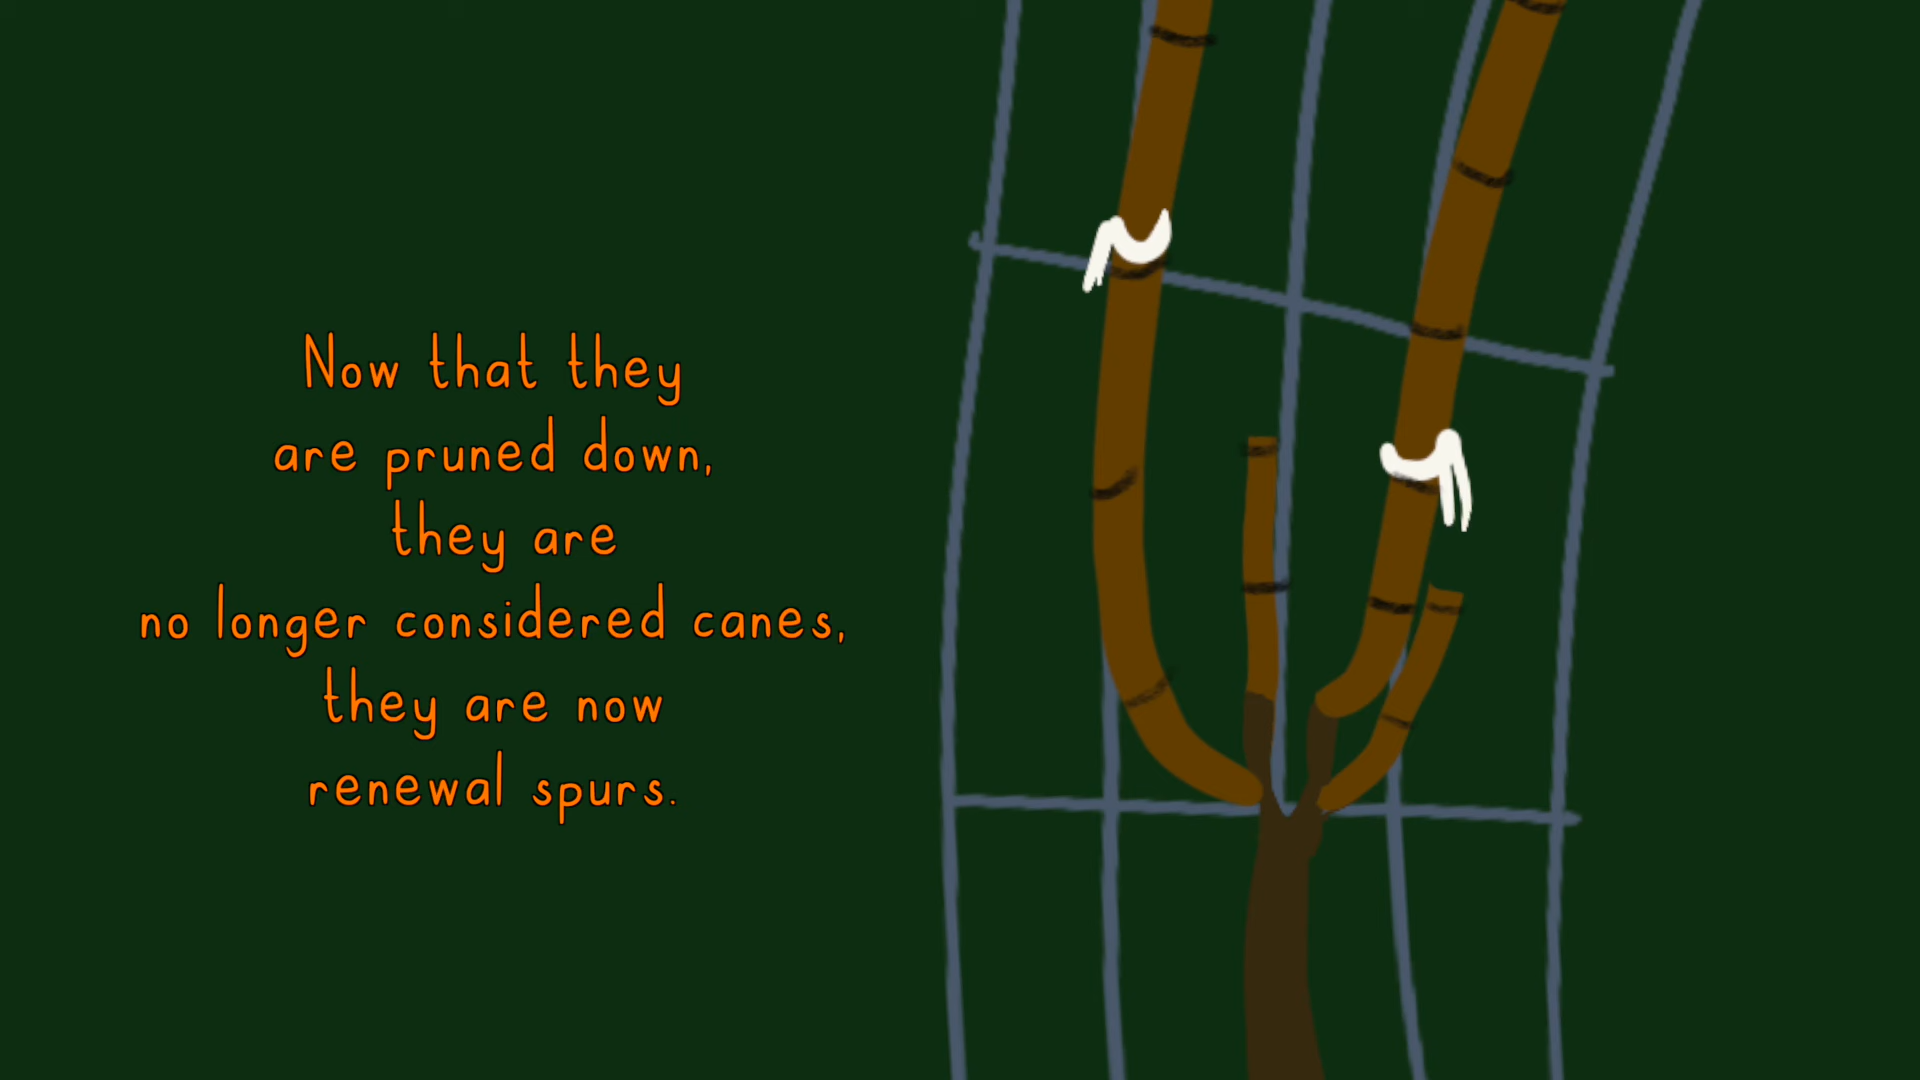 Now that they
are pruned down,
they are
no longer considered canes,
they are now
renewal spurs.